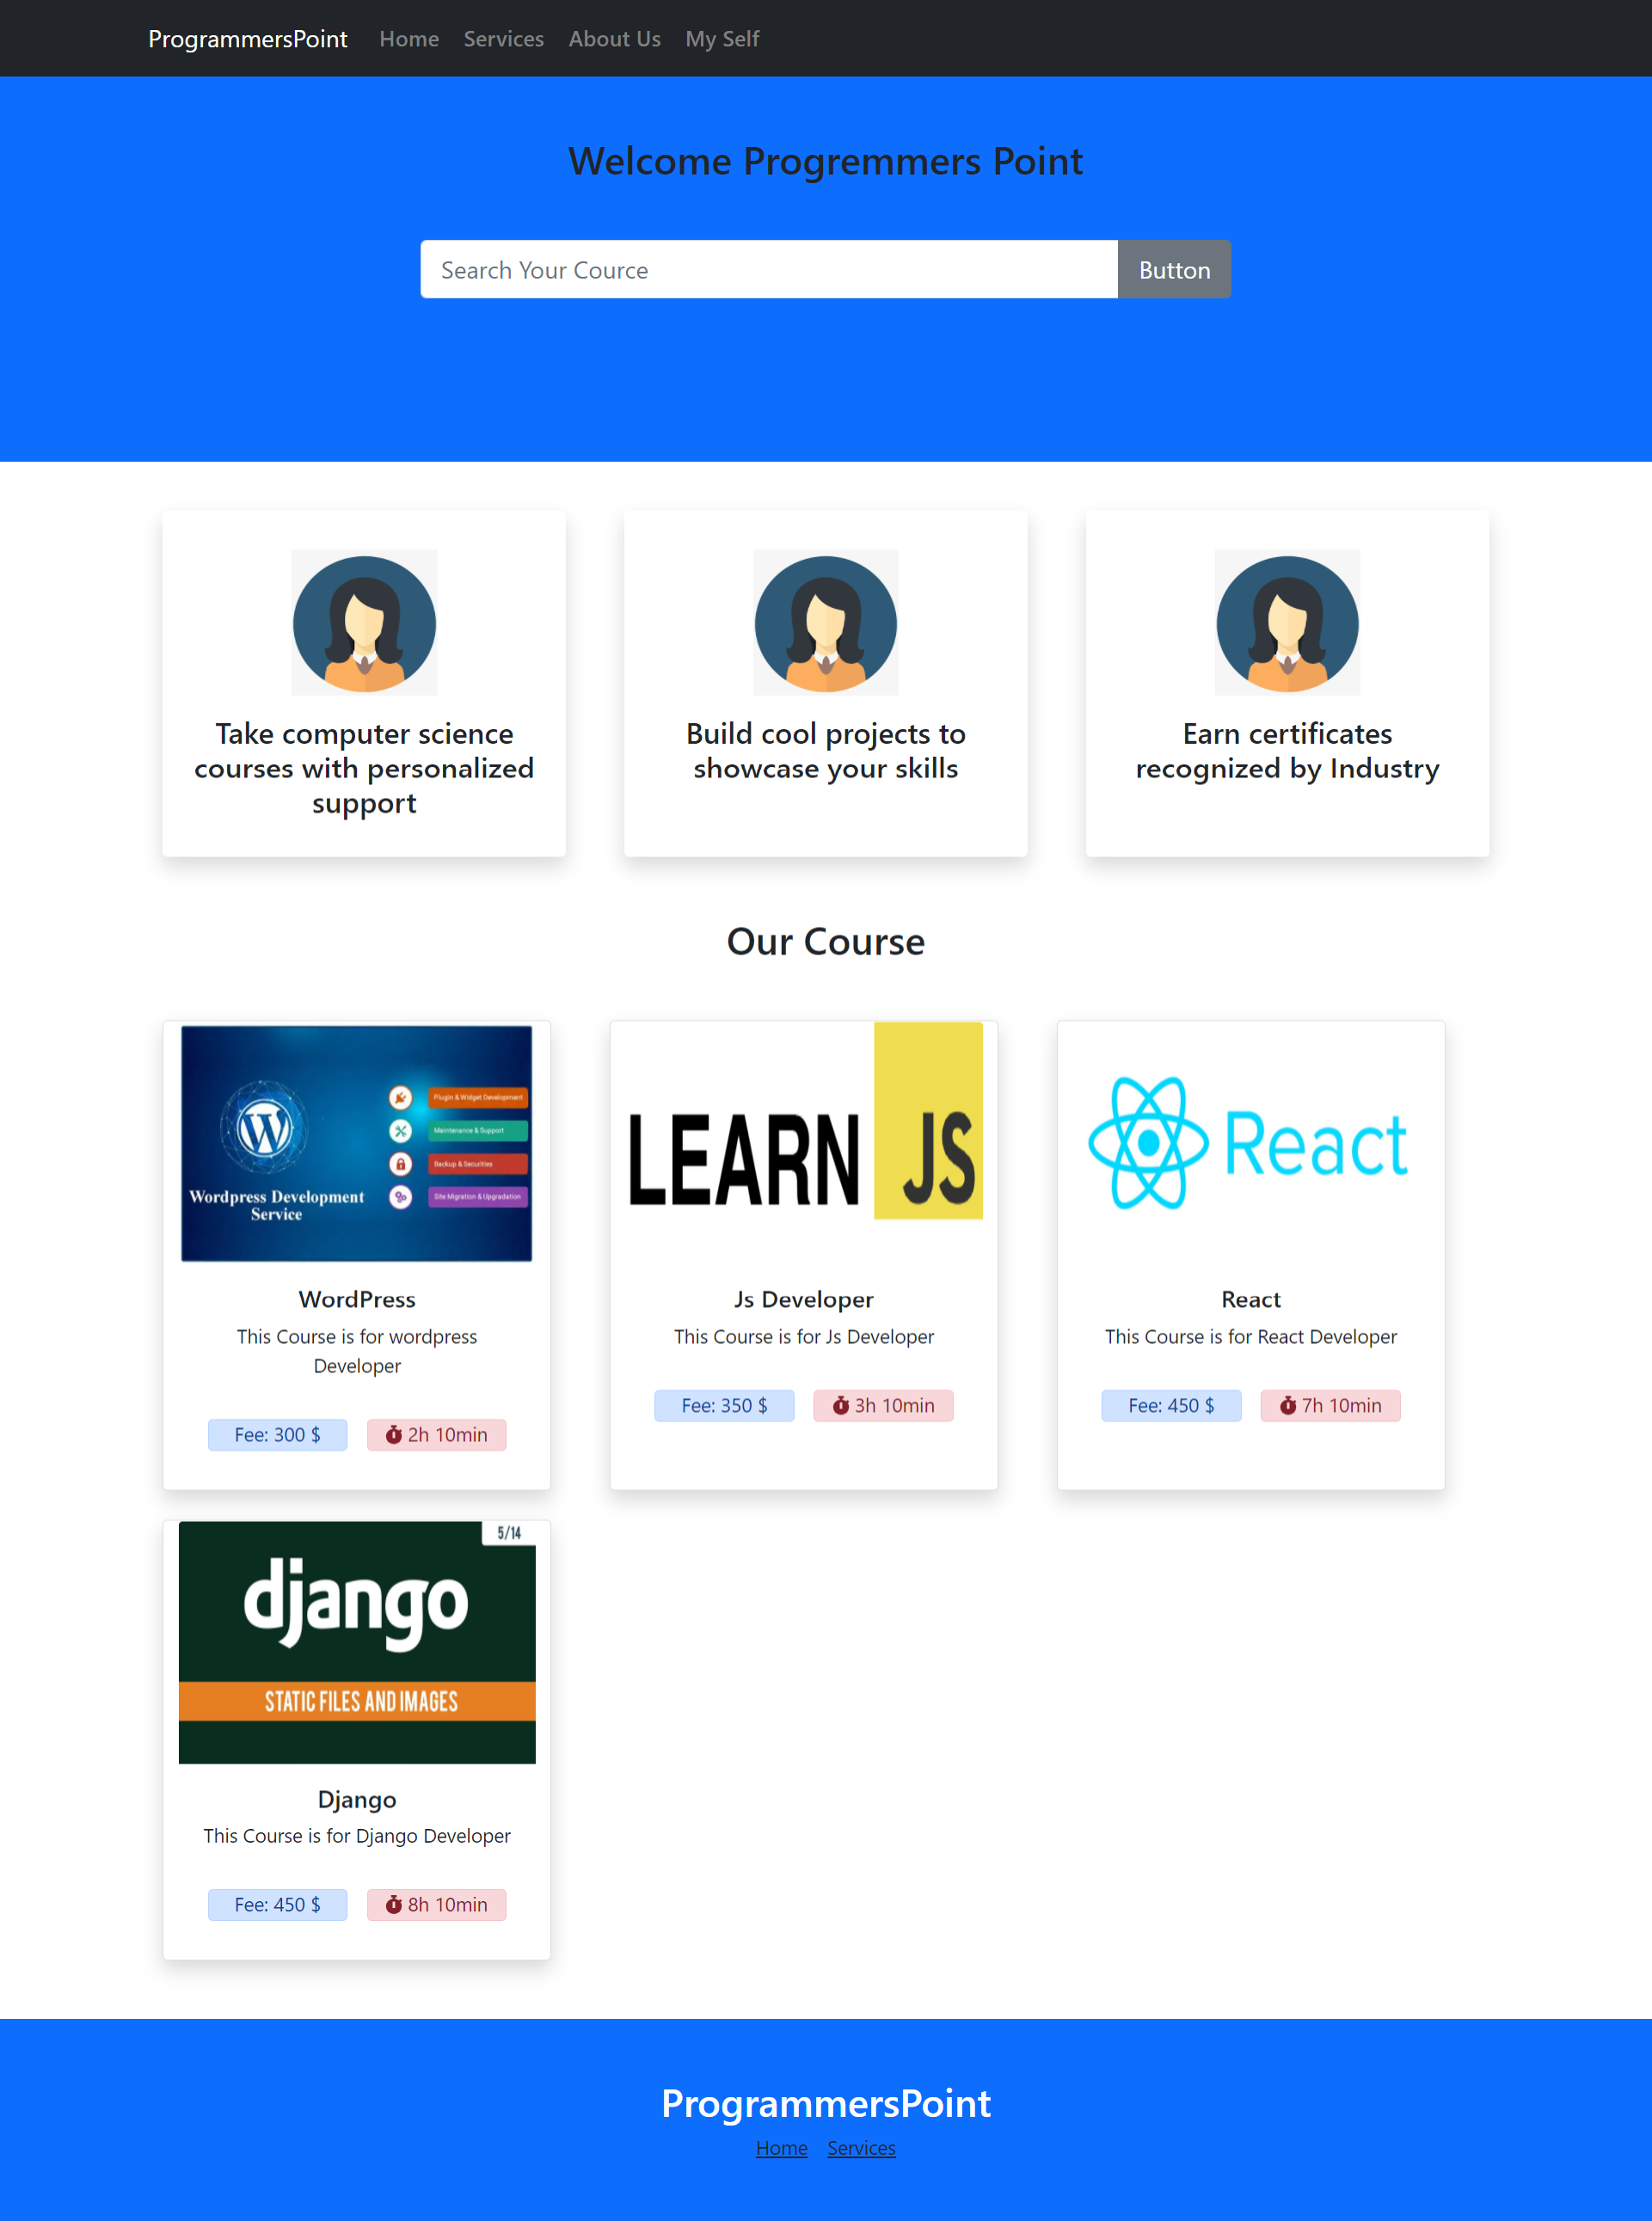 ProgrammersPoint Home Services About Us My Self
Welcome Progremmers Point
Search Your Cource Button
Take computer science
courses with personalized
support
Build cool projects to
showcase your skills
Earn certificates
recognized by Industry
Our Course
W
Wordpress Development
Service
Plugin & Widget Development
Maintenance & Support
Backup & Securities
Site Migration & Upgradation
WordPress
This Course is for wordpress
Developer
Fee: 300 $ 2h 10min
LEARN JS
Js Developer
This Course is for Js Developer
Fee: 350 $ 3h 10min
React
React
This Course is for React Developer
Fee: 450 $ 7h 10min
5/14
django
STATIC FILES AND IMAGES
Django
This Course is for Django Developer
Fee: 450 $ 8h 10min
ProgrammersPoint
Home Services